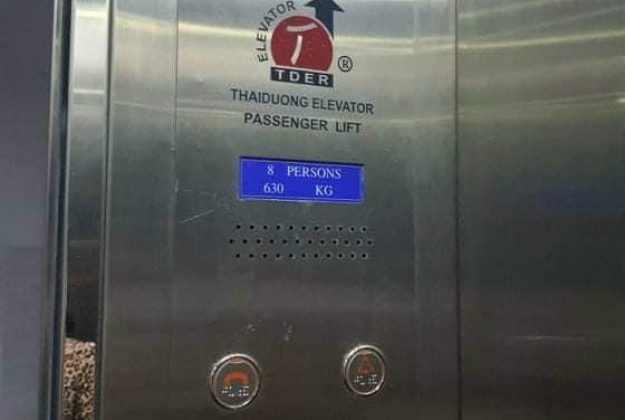 ELEVATOR
T
TDER
®
THAIDUONG ELEVATOR
PASSENGER LIFT
8 PERSONS
630 KG